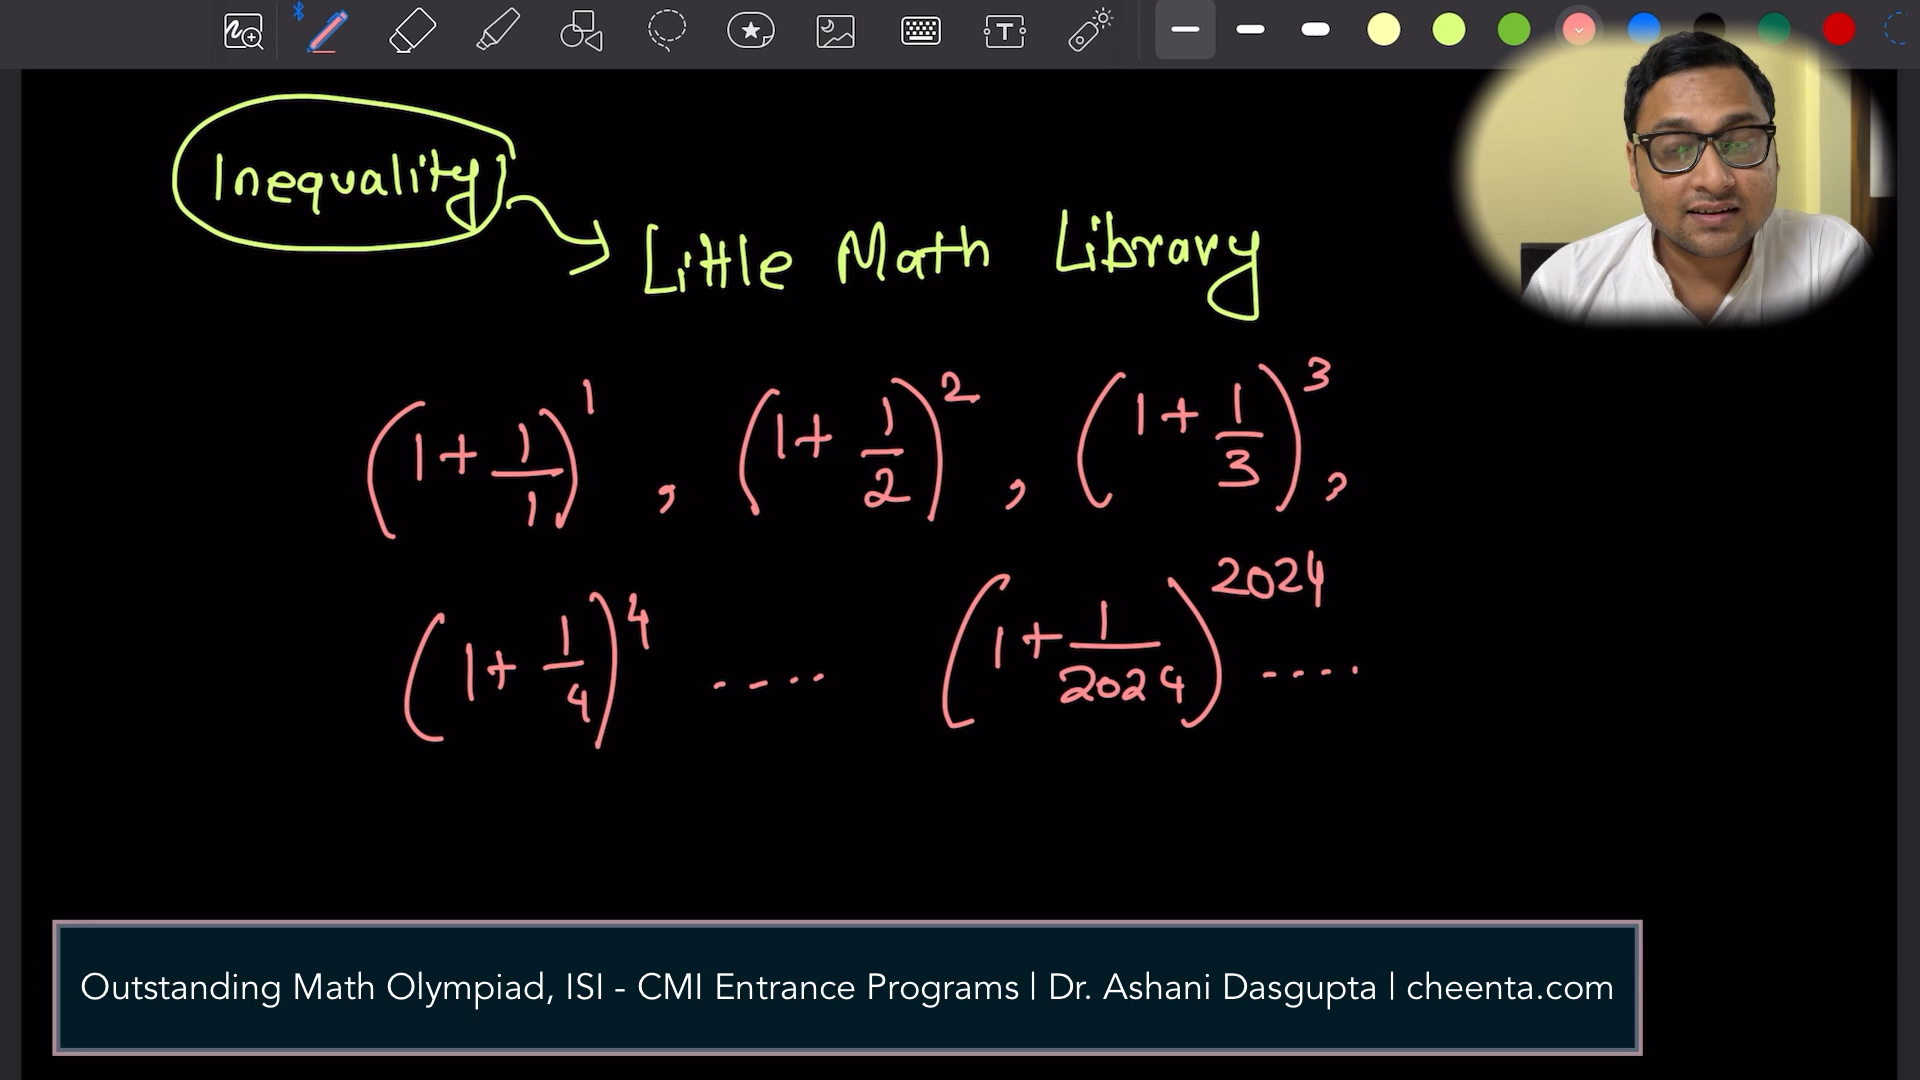 Inequality
Little Math Library
(1 + 1/1)^1 , (1 + 1/2)^2 , (1 + 1/3)^3 ,
(1 + 1/4)^4 .... (1 + 1/2024)^2024 ....
Outstanding Math Olympiad, ISI - CMI Entrance Programs | Dr. Ashani Dasgupta | cheenta.com